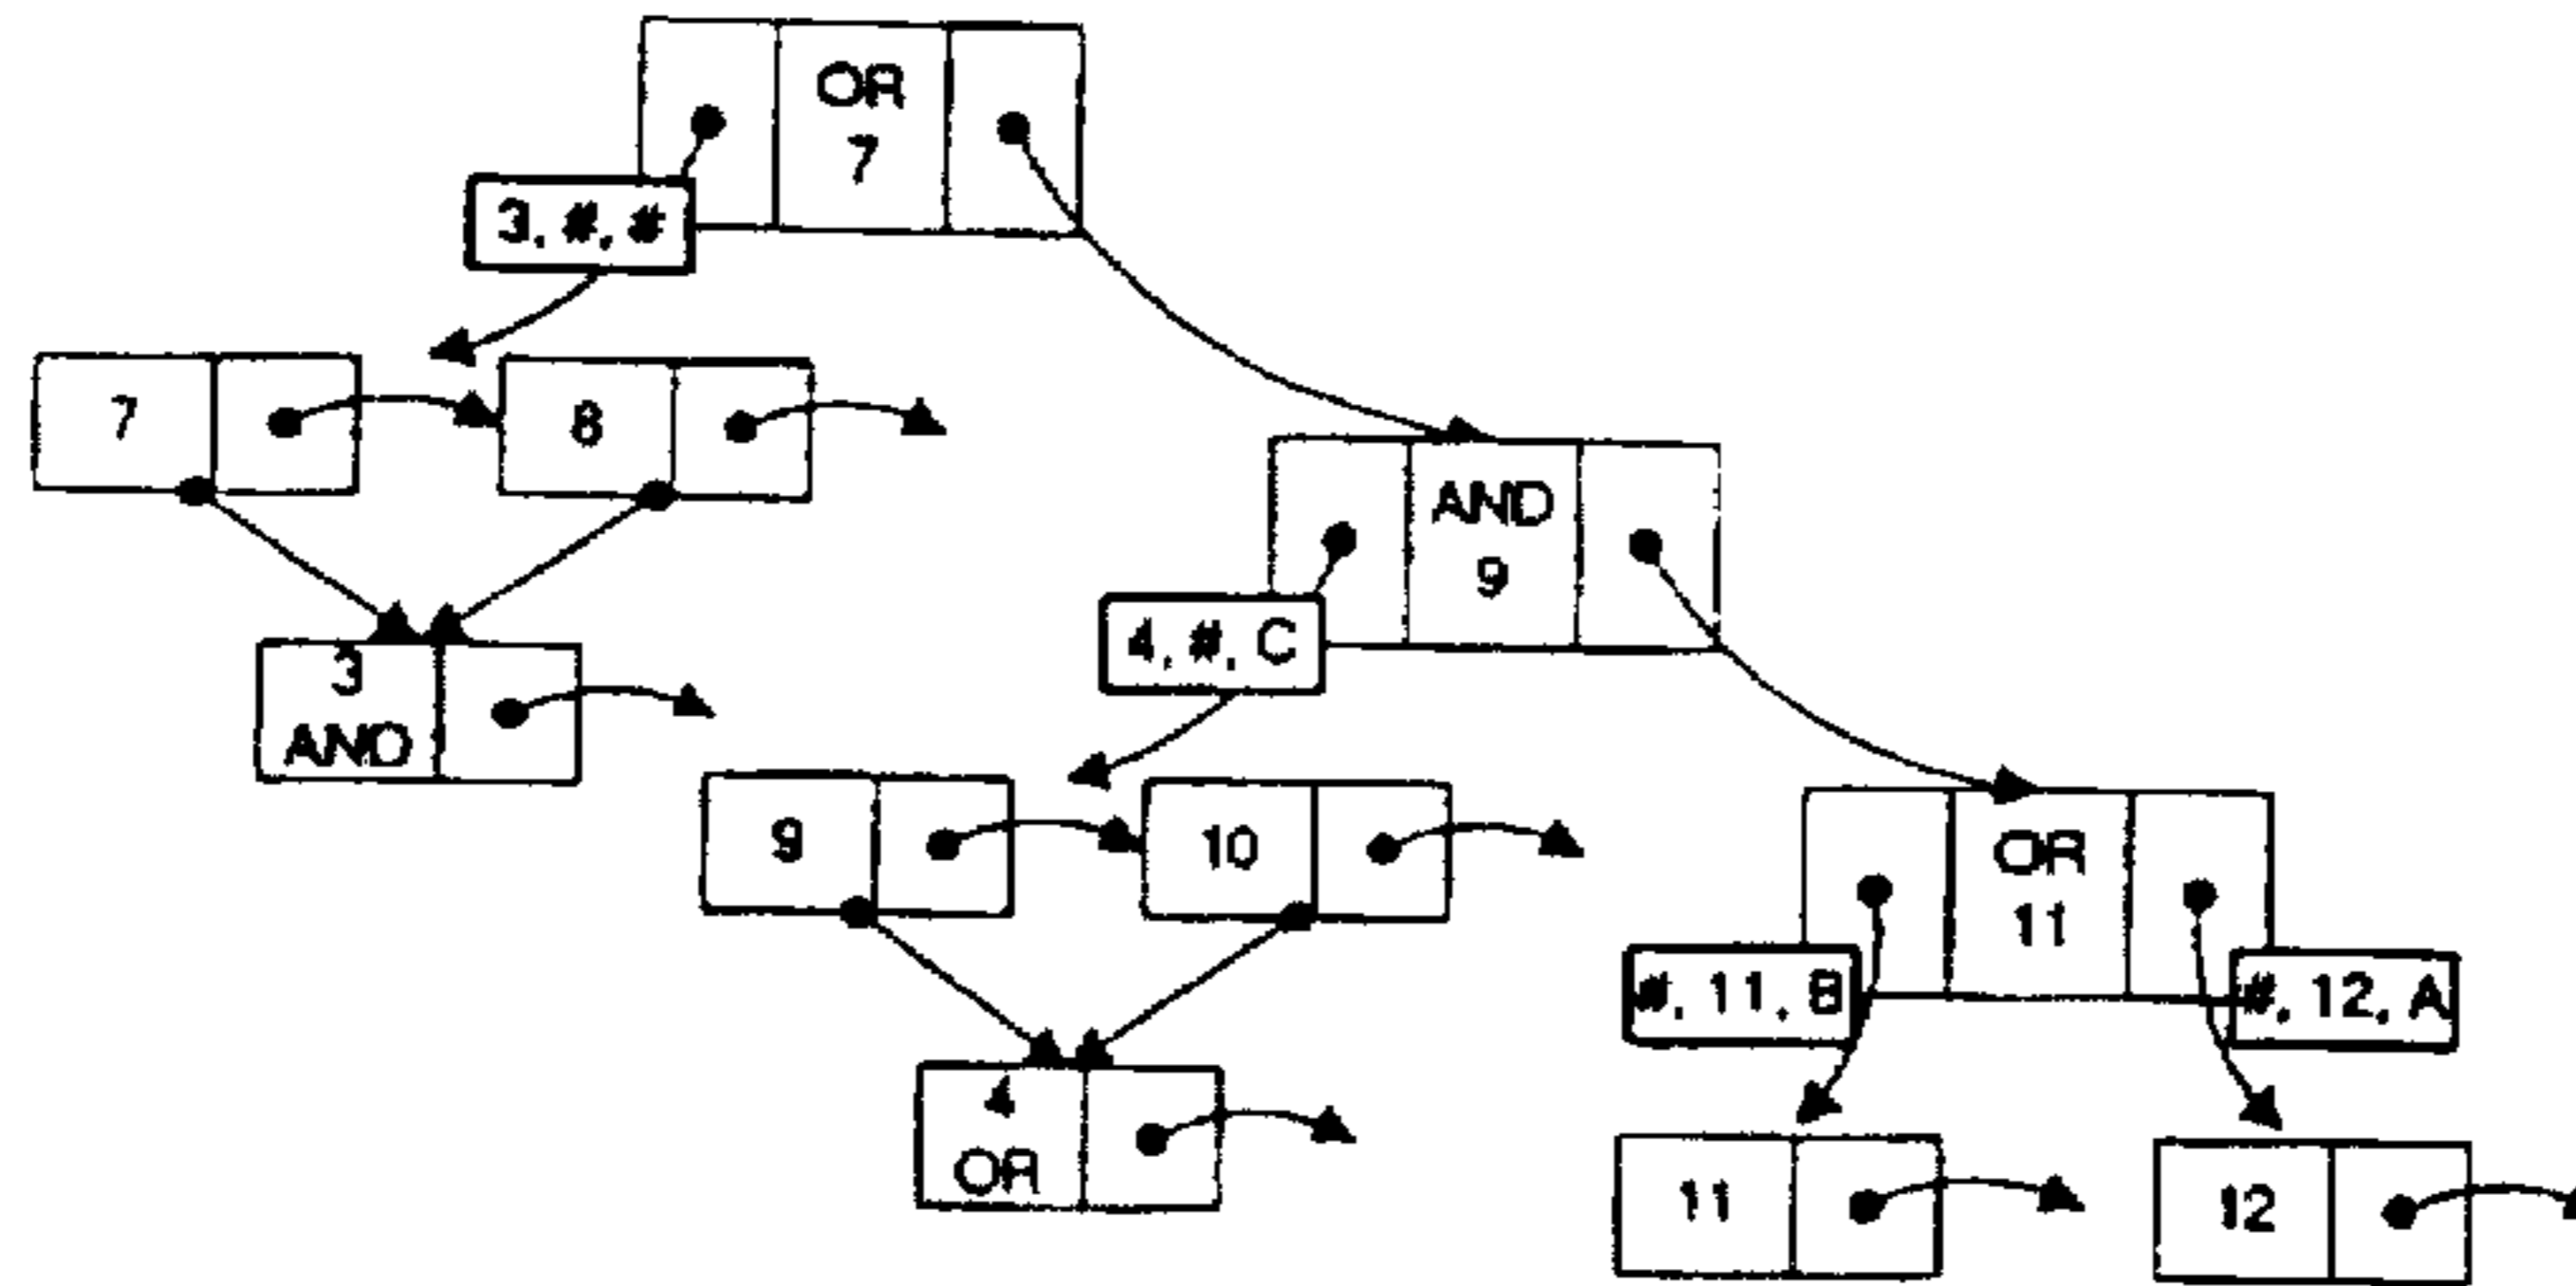 OR
7
3, #, #
7
8
AND
9
3
AND
4, #, C
9
10
OR
11
#, 11, B
#, 12, A
4
OR
11
12